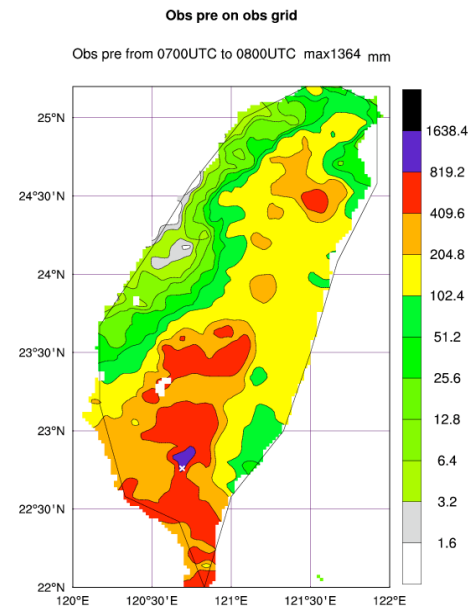 Obs pre on obs grid
Obs pre from 0700UTC to 0800UTC max1364 mm
25°N
24°30'N
24°N
23°30'N
23°N
22°30'N
22°N
120°E
120°30'E
121°E
121°30'E
122°E
1638.4
819.2
409.6
204.8
102.4
51.2
25.6
12.8
6.4
3.2
1.6